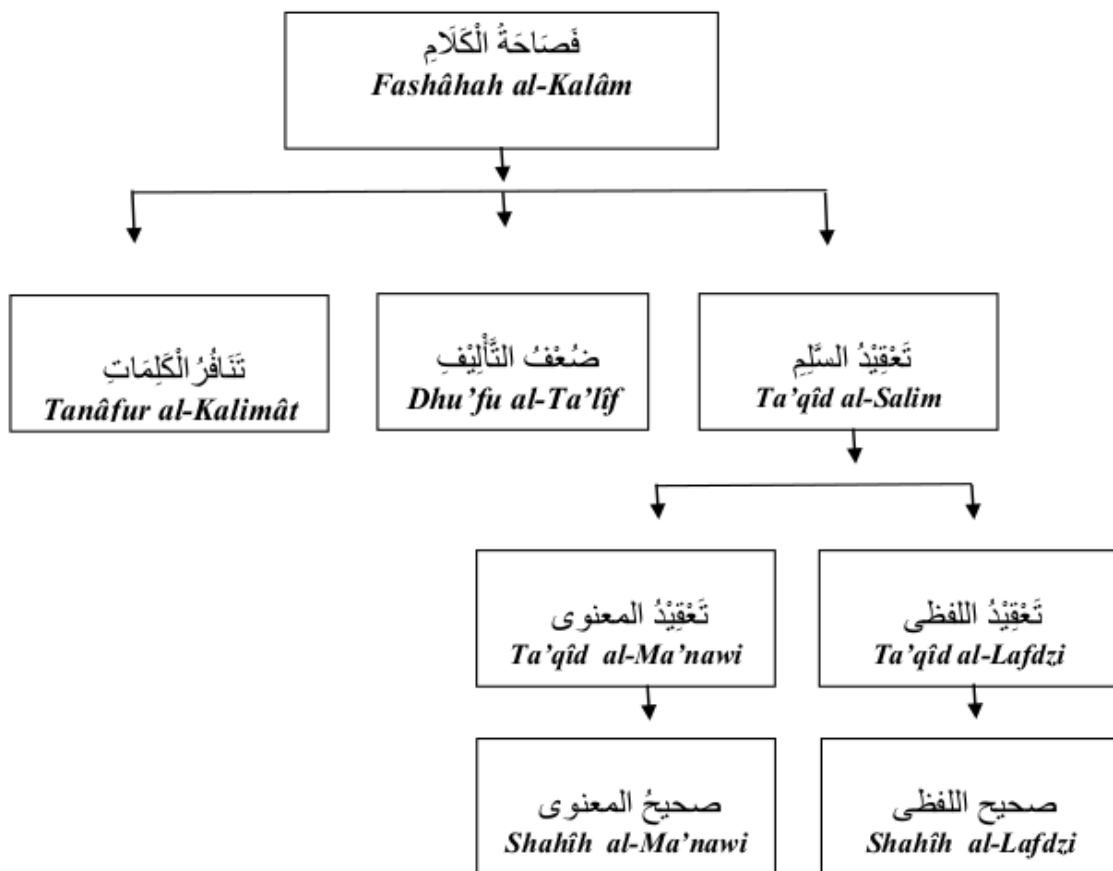 فَصَاحَةُ الْكَلَامِ
Fashâhah al-Kalâm
تَنَافُرُ الْكَلِمَاتِ
Tanâfur al-Kalimât
ضُعْفُ التَّأْلِيْفِ
Dhu’fu al-Ta’lîf
تَعْقِيْدُ السَّلِمِ
Ta’qîd al-Salim
تَعْقِيْدُ المعنوى
Ta’qîd al-Ma’nawi
تَعْقِيْدُ اللفظى
Ta’qîd al-Lafdzi
صحيحُ المعنوى
Shahîh al-Ma’nawi
صحيح اللفظى
Shahîh al-Lafdzi